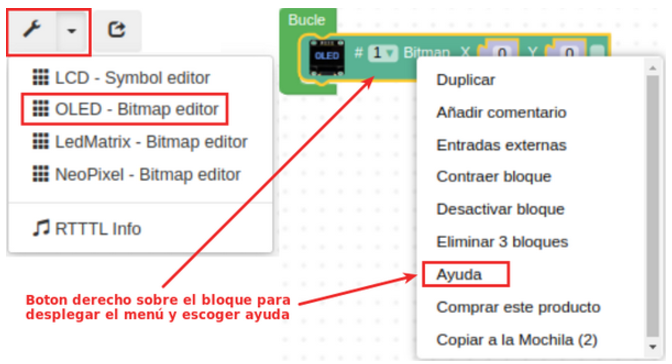 LCD - Symbol editor
OLED - Bitmap editor
LedMatrix - Bitmap editor
NeoPixel - Bitmap editor
RTTTL Info
Boton derecho sobre el bloque para
desplegar el menú y escoger ayuda
Bucle
OLED # 1 Bitmap X 0 Y 0
Duplicar
Añadir comentario
Entradas externas
Contraer bloque
Desactivar bloque
Eliminar 3 bloques
Ayuda
Comprar este producto
Copiar a la Mochila (2)